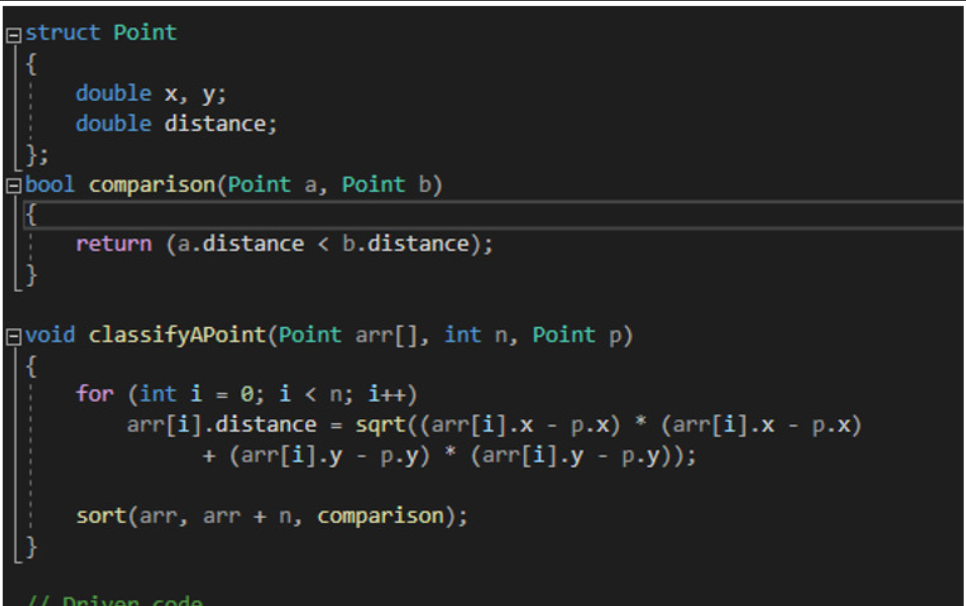 struct Point
{
    double x, y;
    double distance;
};
bool comparison(Point a, Point b)
{
    return (a.distance < b.distance);
}

void classifyAPoint(Point arr[], int n, Point p)
{
    for (int i = 0; i < n; i++)
        arr[i].distance = sqrt((arr[i].x - p.x) * (arr[i].x - p.x)
              + (arr[i].y - p.y) * (arr[i].y - p.y));

    sort(arr, arr + n, comparison);
}

// Driver code